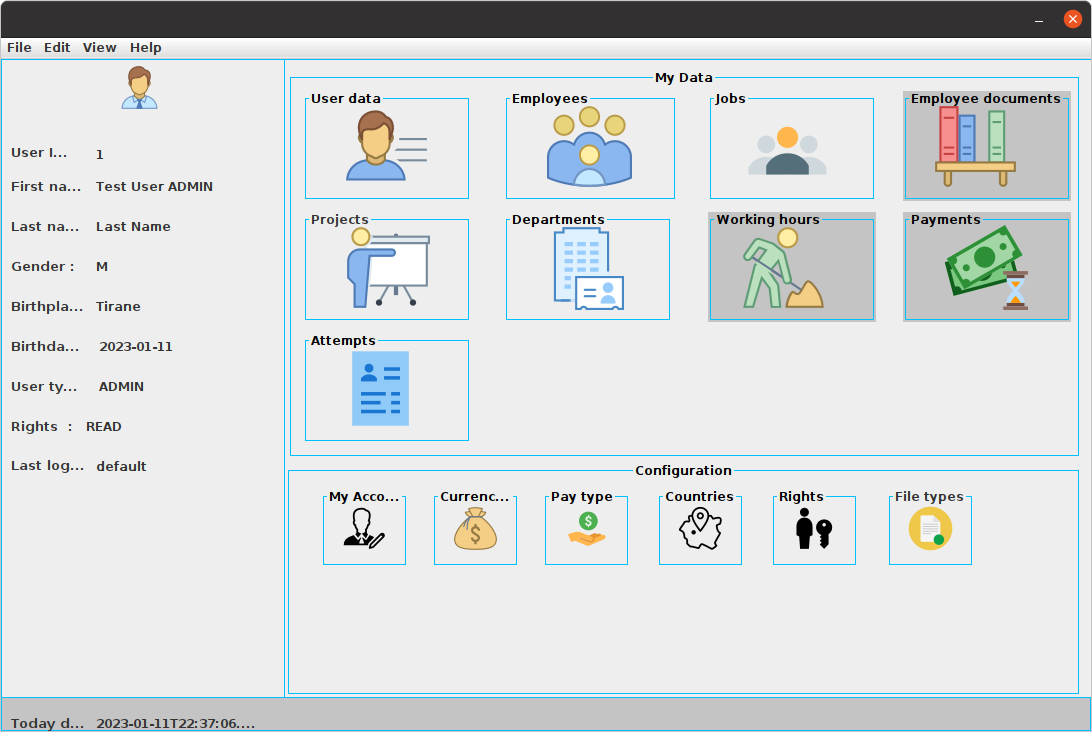 File Edit View Help
User I... 1
First na... Test User ADMIN
Last na... Last Name
Gender : M
Birthpla... Tirane
Birthda... 2023-01-11
User ty... ADMIN
Rights : READ
Last log... default
My Data
User data
Employees
Jobs
Employee documents
Projects
Departments
Working hours
Payments
Attempts
Configuration
My Acco...
Currenc...
Pay type
$
Countries
Rights
File types
$
Today d... 2023-01-11T22:37:06....